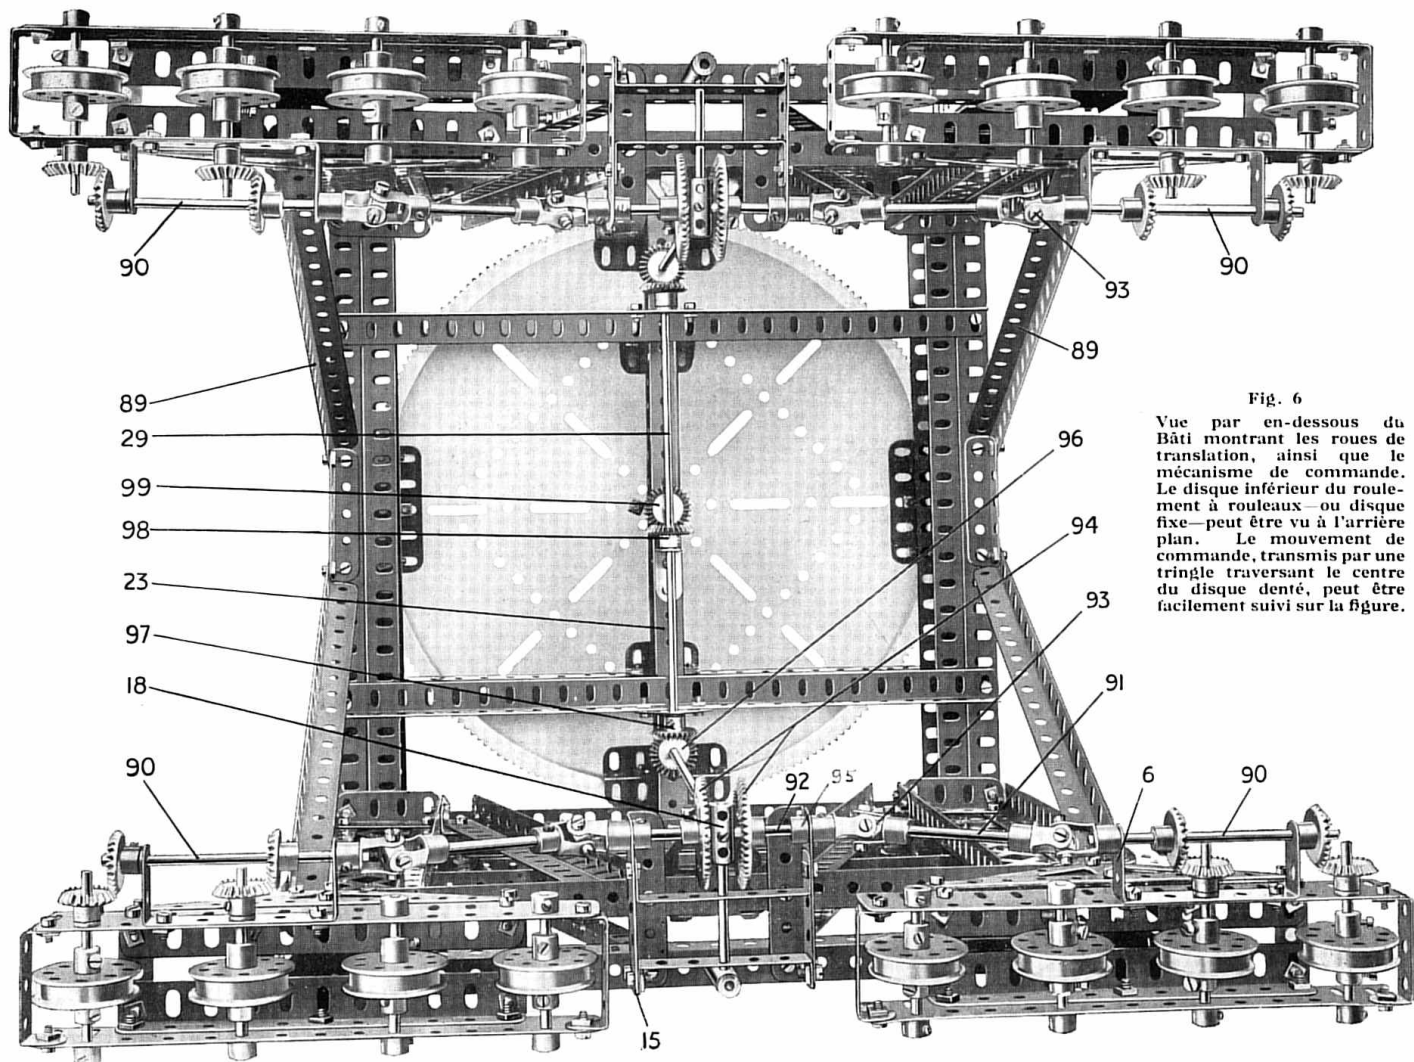 90
93
90
89
89
29
99
98
23
97
18
90
96
94
93
91
92
95
6
90
15
Fig. 6
Vue par en-dessous du
Bâti montrant les roues de
translation, ainsi que le
mécanisme de commande.
Le disque inférieur du roule-
ment à rouleaux—ou disque
fixe—peut être vu à l'arrière
plan. Le mouvement de
commande, transmis par une
tringle traversant le centre
du disque denté, peut être
facilement suivi sur la figure.